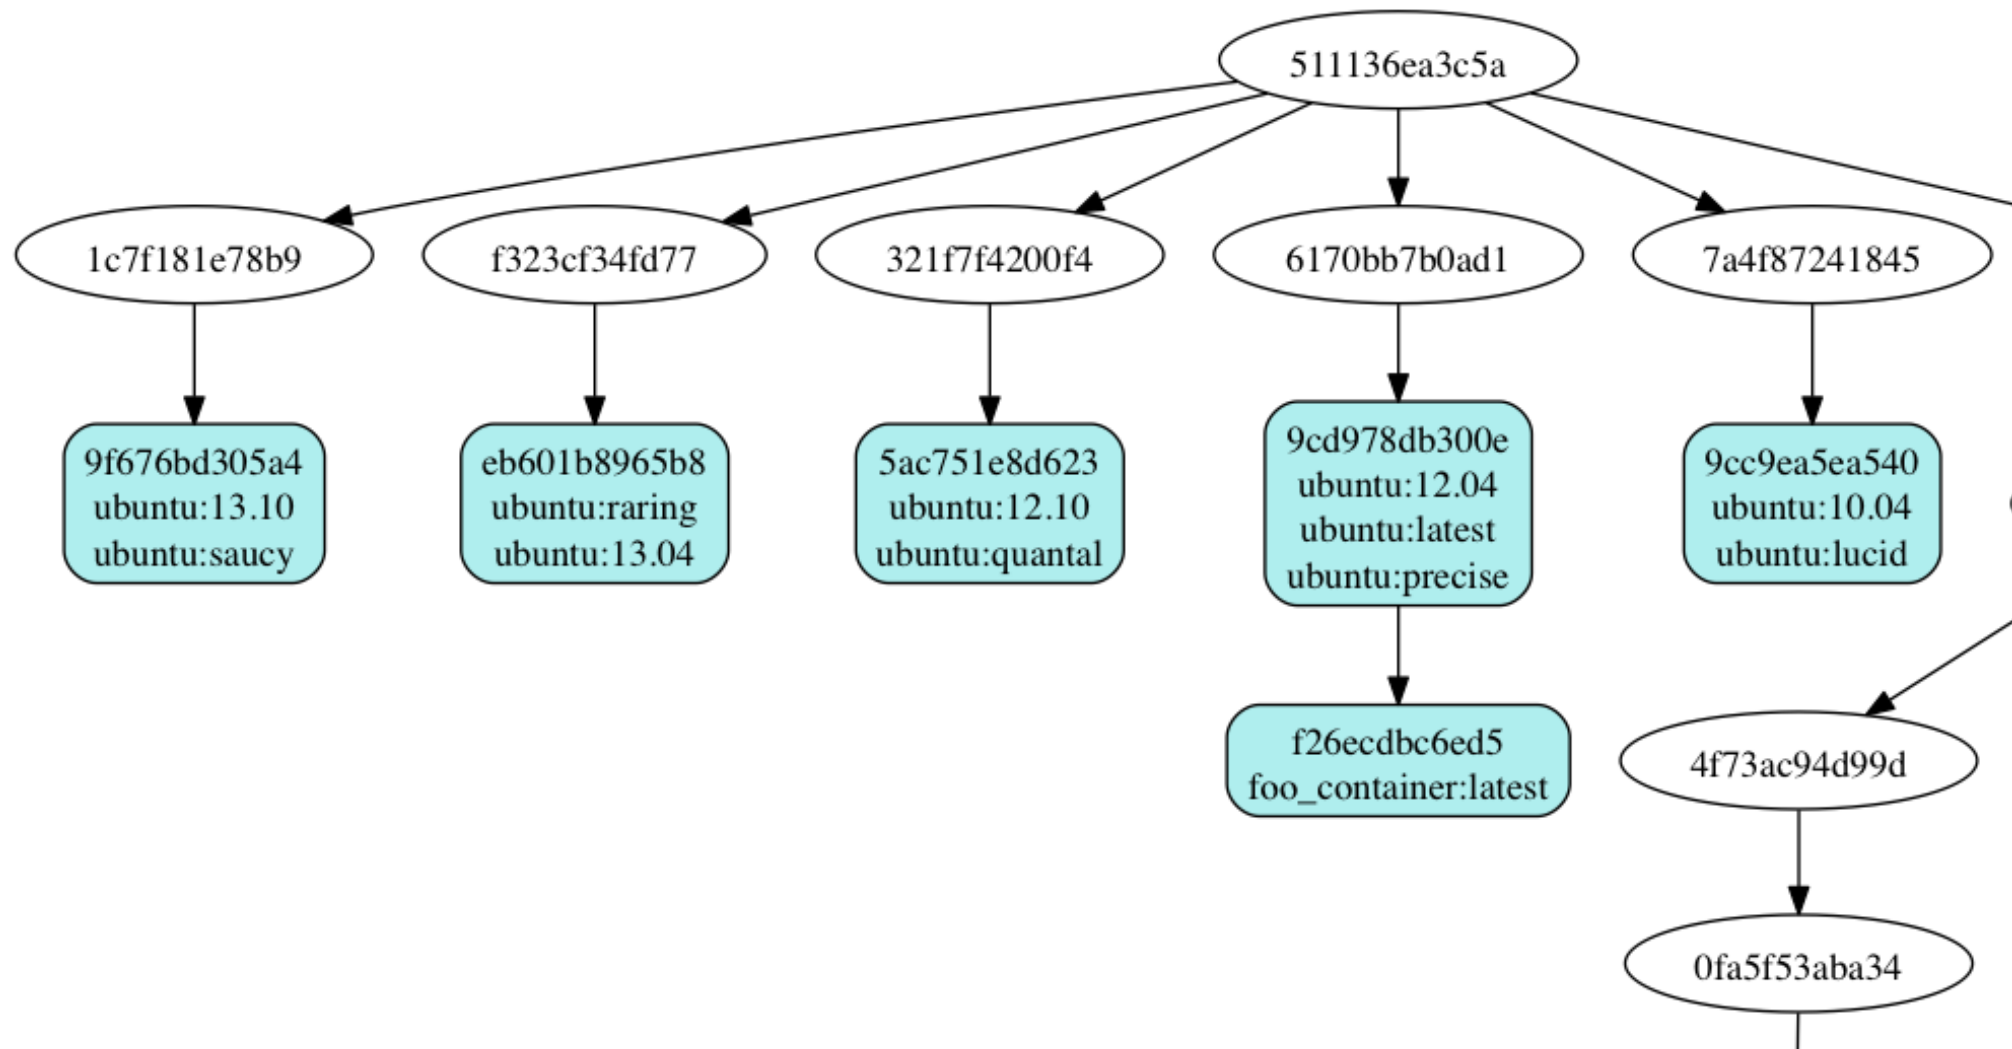 511136ea3c5a
1c7f181e78b9
f323cf34fd77
321f7f4200f4
6170bb7b0ad1
7a4f87241845
9f676bd305a4
ubuntu:13.10
ubuntu:saucy
eb601b8965b8
ubuntu:raring
ubuntu:13.04
5ac751e8d623
ubuntu:12.10
ubuntu:quantal
9cd978db300e
ubuntu:12.04
ubuntu:latest
ubuntu:precise
9cc9ea5ea540
ubuntu:10.04
ubuntu:lucid
f26ecdbc6ed5
foo_container:latest
4f73ac94d99d
0fa5f53aba34